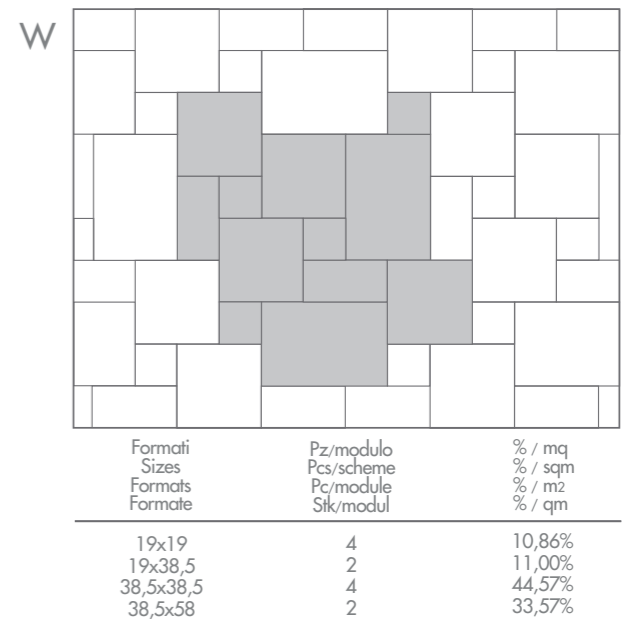 W
Formati Pz/modulo % / mq
Sizes Pcs/scheme % / sqm
Formats Pc/module % / m2
Formate Stk/modul % / qm
19x19 4 10,86%
19x38,5 2 11,00%
38,5x38,5 4 44,57%
38,5x58 2 33,57%